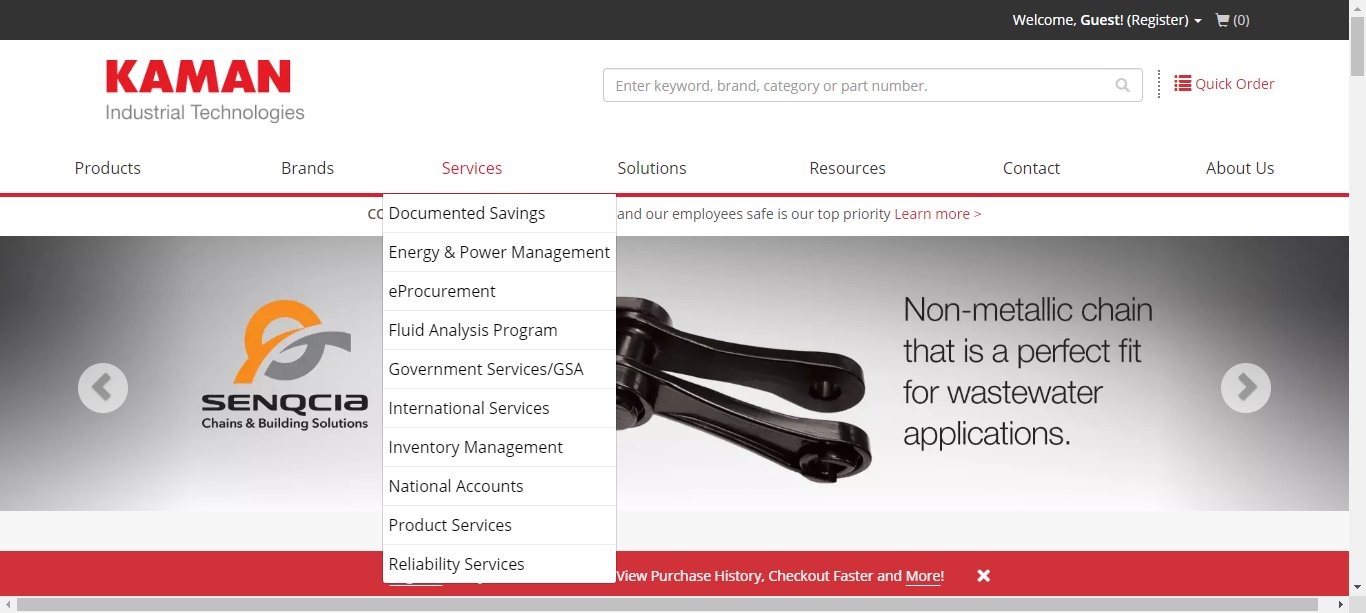 Welcome, Guest! (Register) (0)
KAMAN
Industrial Technologies
Enter keyword, brand, category or part number.
Quick Order
Products Brands Services Solutions Resources Contact About Us
and our employees safe is our top priority Learn more >
Documented Savings
Energy & Power Management
eProcurement
Fluid Analysis Program
Government Services/GSA
International Services
Inventory Management
National Accounts
Product Services
Reliability Services
SENQCIA
Chains & Building Solutions
Non-metallic chain
that is a perfect fit
for wastewater
applications.
View Purchase History, Checkout Faster and More!